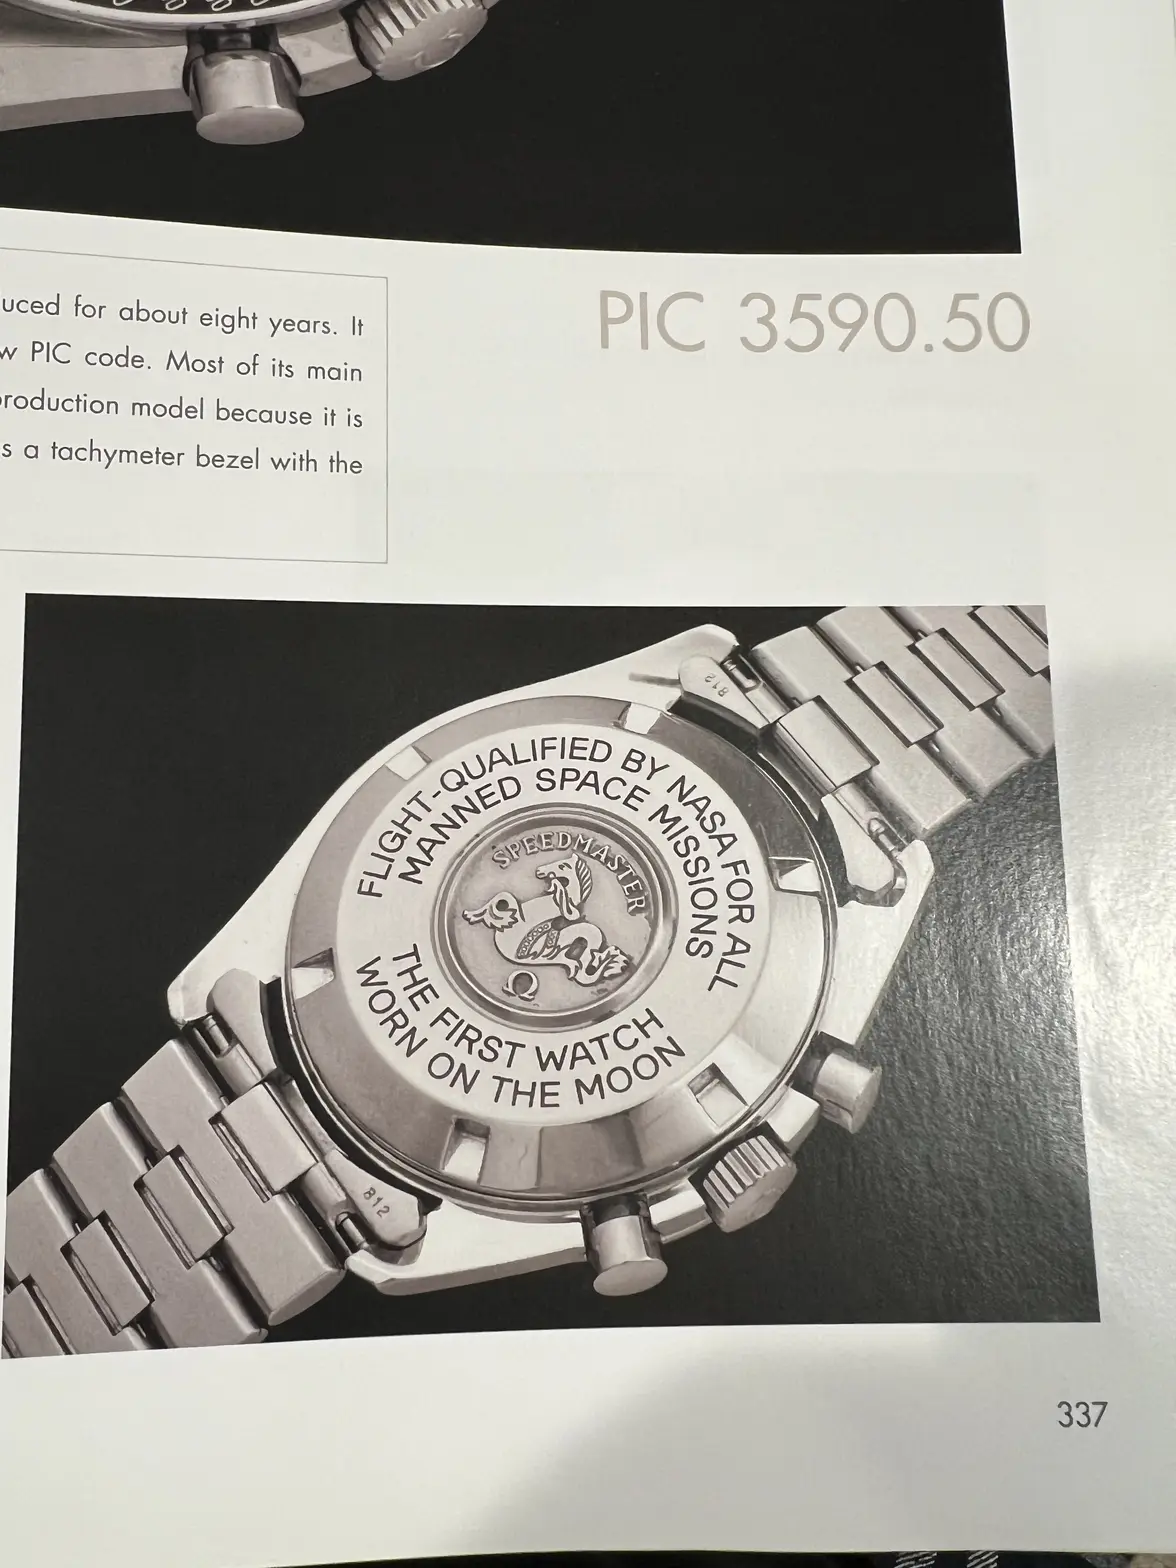 uced for about eight years. It
w PIC code. Most of its main
production model because it is
s a tachymeter bezel with the
PIC 3590.50
812
FLIGHT-QUALIFIED BY NASA FOR ALL
MANNED SPACE MISSIONS
SPEEDMASTER
THE FIRST WATCH
WORN ON THE MOON
812
337